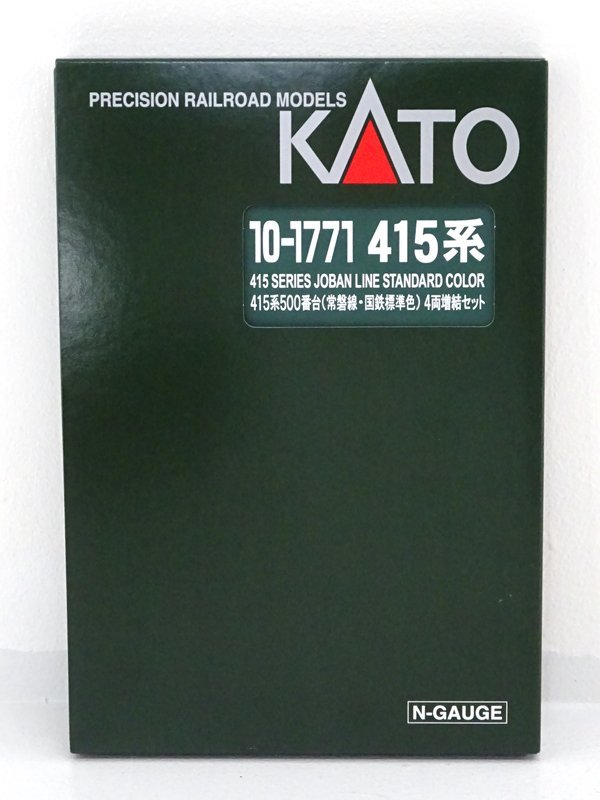 PRECISION RAILROAD MODELS
KATO
10-1771 415系
415 SERIES JOBAN LINE STANDARD COLOR
415系500番台(常磐線・国鉄標準色) 4両増結セット
N-GAUGE